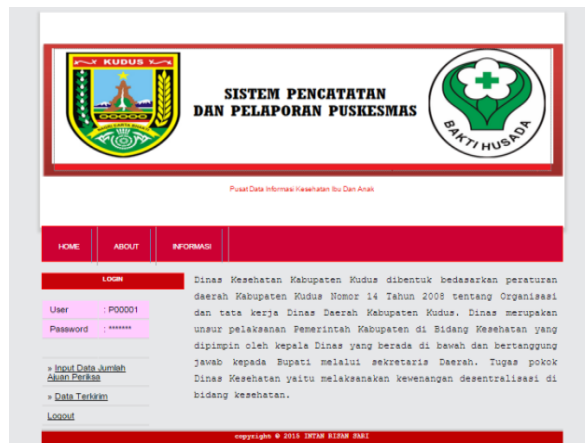 KUDUS
SISTEM PENCATATAN
DAN PELAPORAN PUSKESMAS
BAKTI HUSADA
Pusat Data Informasi Kesehatan Ibu Dan Anak
HOME ABOUT INFORMASI
LOGIN
User : P00001
Password : *******
» Input Data Jumlah
Ajuan Periksa
» Data Terkirim
Logout
Dinas Kesehatan Kabupaten Kudus dibentuk bedasarkan peraturan
daerah Kabupaten Kudus Nomor 14 Tahun 2008 tentang Organisasi
dan tata kerja Dinas Daerah Kabupaten Kudus. Dinas merupakan
unsur pelaksanan Pemerintah Kabupaten di Bidang Kesehatan yang
dipimpin oleh kepala Dinas yang berada di bawah dan bertanggung
jawab kepada Bupati melalui sekretaris Daerah. Tugas pokok
Dinas Kesehatan yaitu melaksanakan kewenangan desentralisasi di
bidang kesehatan.
copyright © 2015 INTAN RISAN SARI